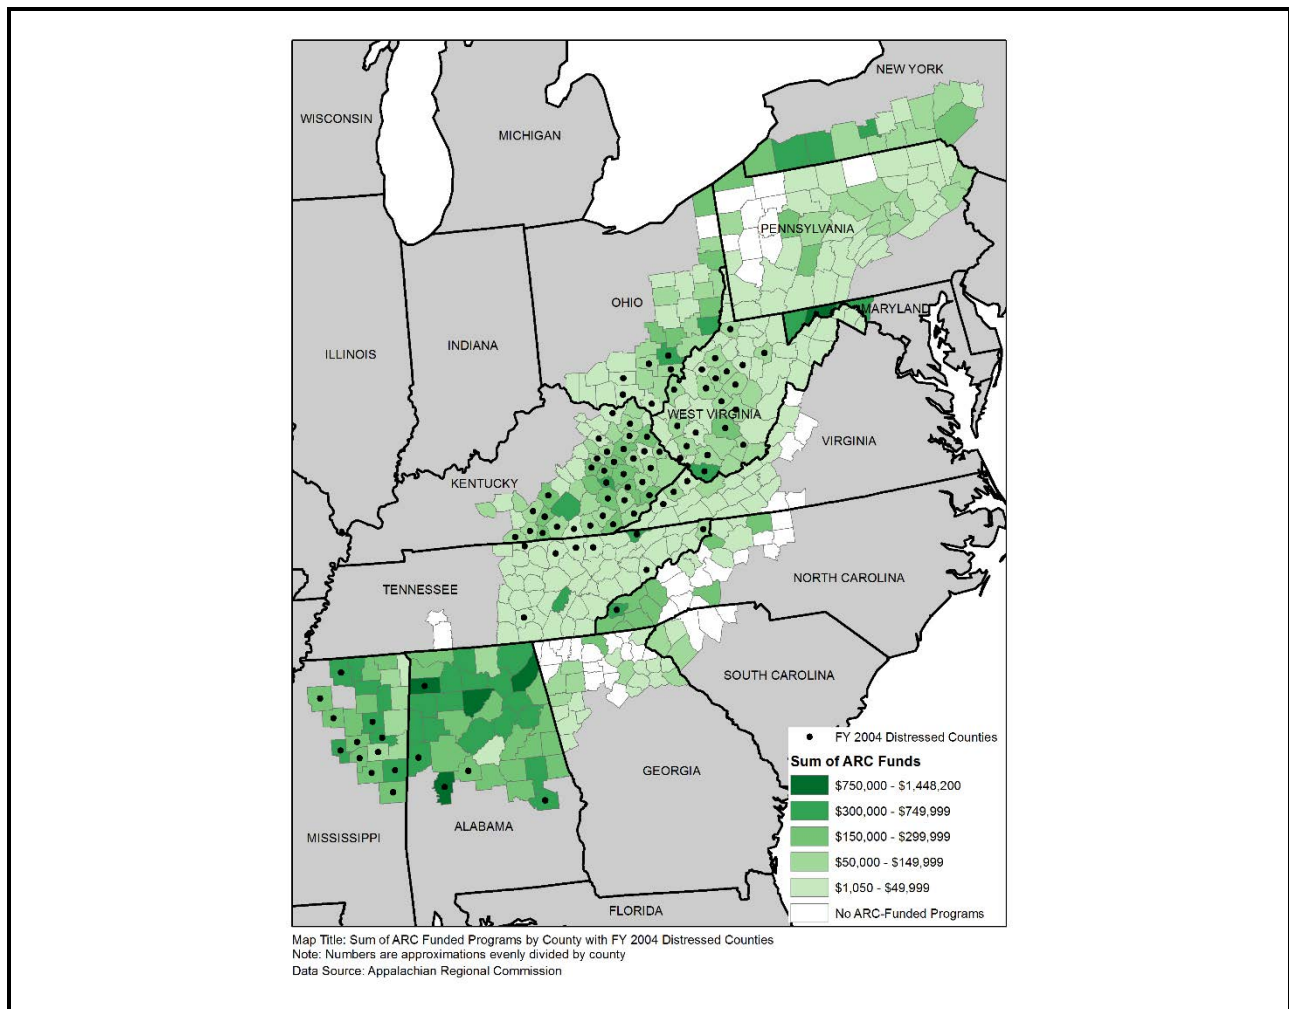 NEW YORK
WISCONSIN
MICHIGAN
PENNSYLVANIA
OHIO
MARYLAND
ILLINOIS
INDIANA
WEST VIRGINIA
VIRGINIA
KENTUCKY
NORTH CAROLINA
TENNESSEE
SOUTH CAROLINA
FY 2004 Distressed Counties
Sum of ARC Funds
GEORGIA
$750,000 - $1,448,200
$300,000 - $749,999
ALABAMA
MISSISSIPPI
$150,000 - $299,999
$50,000 - $149,999
$1,050 - $49,999
FLORIDA
No ARC-Funded Programs
Map Title: Sum of ARC Funded Programs by County with FY 2004 Distressed Counties
Note: Numbers are approximations evenly divided by county
Data Source: Appalachian Regional Commission